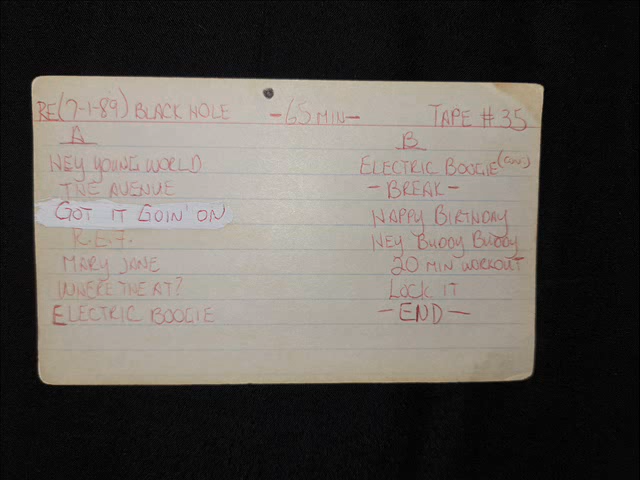 RE (7-1-89) BLACK HOLE -65 MIN- TAPE #35
A
HEY YOUNG WORLD
THE AVENUE
GOT IT GOIN' ON
R.E.F.
MARY JANE
WHERE THE AT?
ELECTRIC BOOGIE
B
ELECTRIC BOOGIE (CONT)
- BREAK -
HAPPY BIRTHDAY
HEY BUDDY BUDDY
20 MIN WORKOUT
LOCK IT
- END -